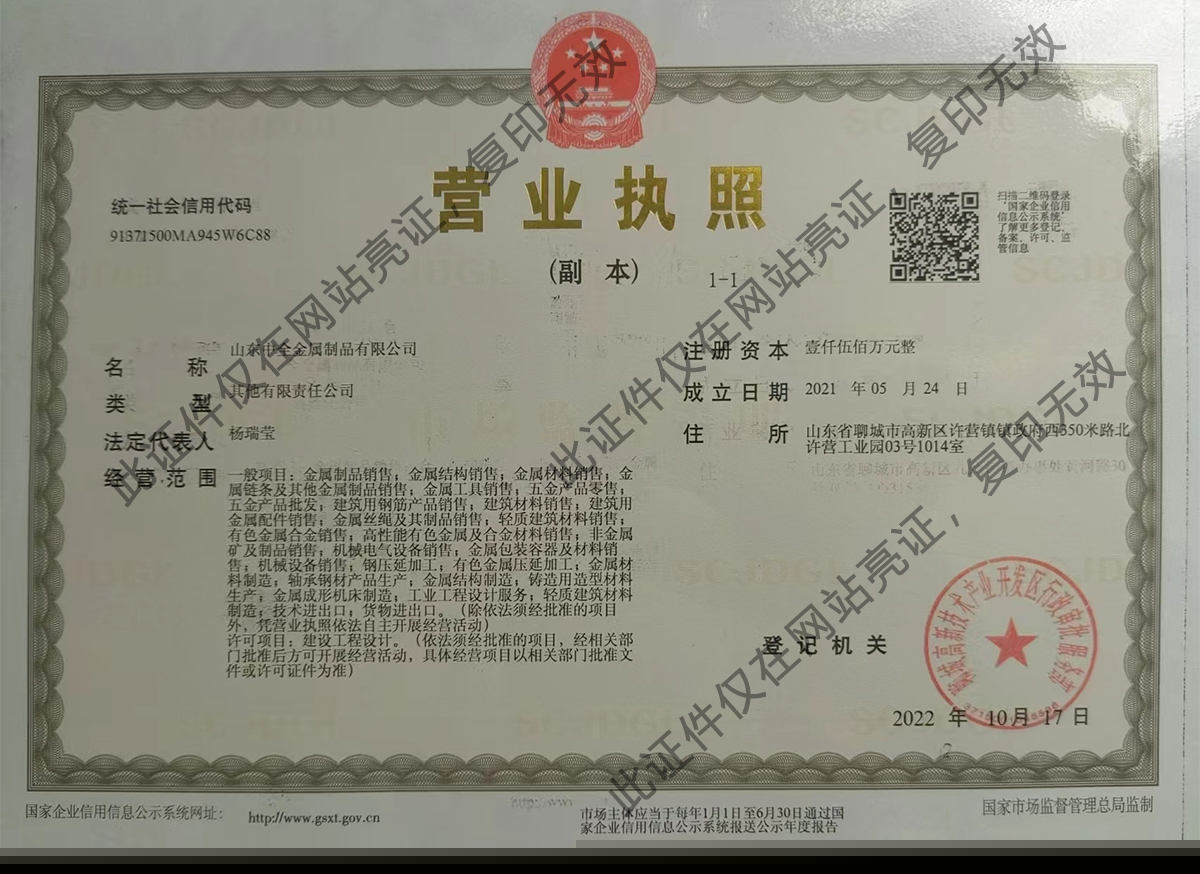 营业执照
(副 本)
1-1
统一社会信用代码
91371500MA945W6C88
扫描二维码登录
'国家企业信用
信息公示系统'
了解更多登记、
备案、许可、监
管信息
名 称
山东中全金属制品有限公司
类 型
其他有限责任公司
法定代表人
杨瑞莹
经营范围
一般项目：金属制品销售；金属结构销售；金属材料销售；金
属链条及其他金属制品销售；金属工具销售；五金产品零售；
五金产品批发；建筑用钢筋产品销售；建筑材料销售；建筑用
金属配件销售；金属丝绳及其制品销售；轻质建筑材料销售；
有色金属合金销售；高性能有色金属及合金材料销售；非金属
矿及制品销售；机械电气设备销售；金属包装容器及材料销
售；机械设备销售；钢压延加工；有色金属压延加工；金属材
料制造；轴承钢材产品生产；金属结构制造；铸造用造型材料
生产；金属成形机床制造；工业工程设计服务；轻质建筑材料
制造；技术进出口；货物进出口。（除依法须经批准的项目
外，凭营业执照依法自主开展经营活动）
许可项目：建设工程设计。（依法须经批准的项目，经相关部
门批准后方可开展经营活动，具体经营项目以相关部门批准文
件或许可证件为准）
注册资本
壹仟伍佰万元整
成立日期
2021 年 05 月 24 日
住 所
山东省聊城市高新区许营镇镇政府西350米路北
许营工业园03号1014室
登记机关
聊城高新技术产业开发区行政审批服务部
2022 年 10月 17日
国家企业信用信息公示系统网址：
http://www.gsxt.gov.cn
市场主体应当于每年1月1日至6月30日通过国
家企业信用信息公示系统报送公示年度报告
国家市场监督管理总局监制
此证件仅在网站亮证，复印无效
此证件仅在网站亮证，复印无效
此证件仅在网站亮证，复印无效